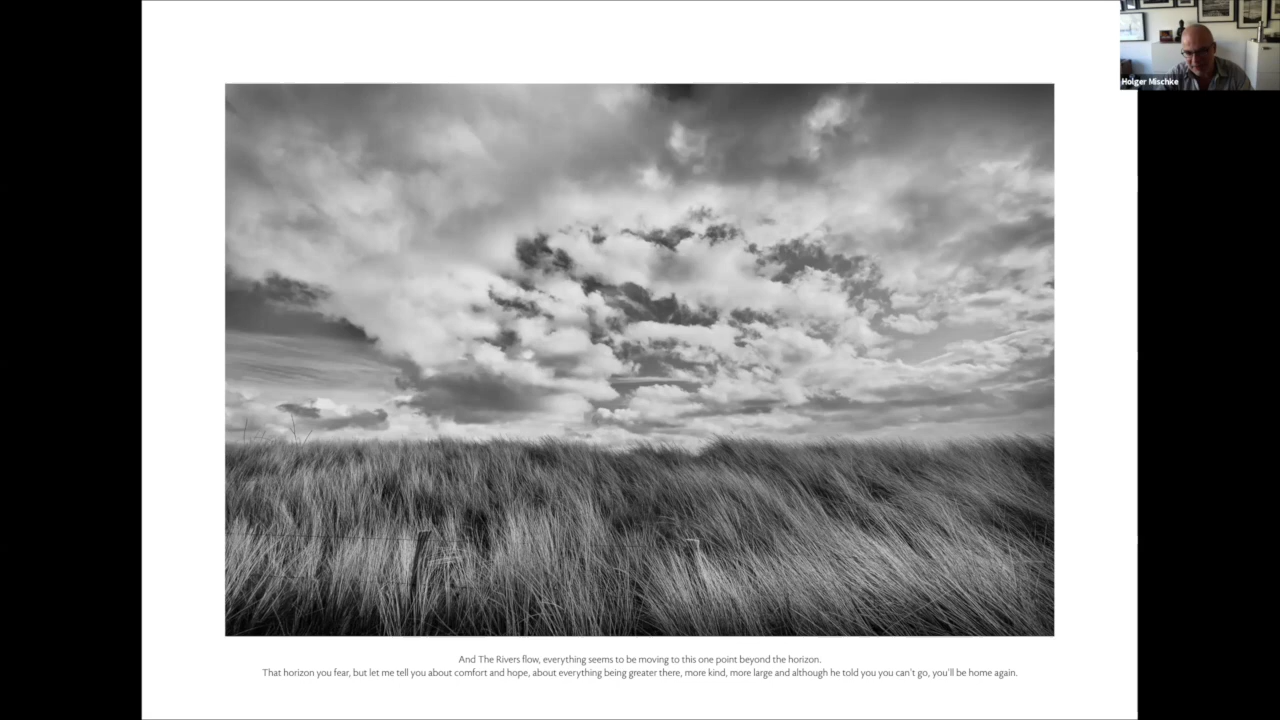 Holger Mischke
And The Rivers flow, everything seems to be moving to this one point beyond the horizon.
That horizon you fear, but let me tell you about comfort and hope, about everything being greater there, more kind, more large and although he told you you can't go, you'll be home again.